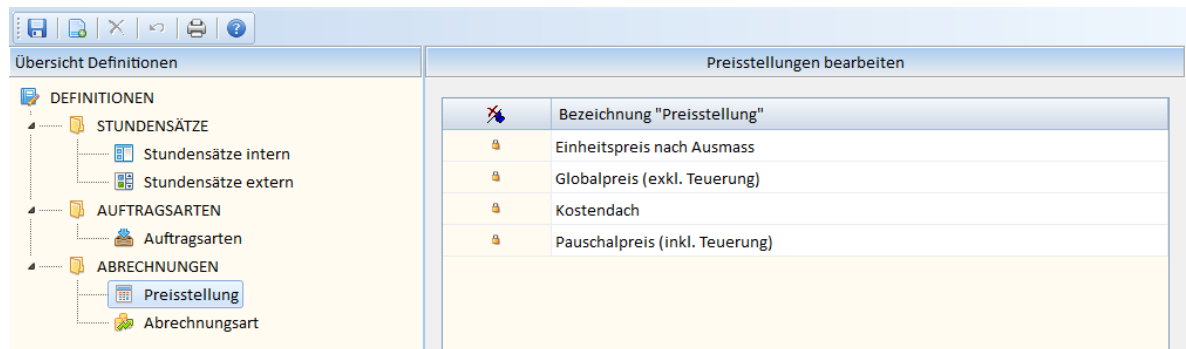 Übersicht Definitionen
Preisstellungen bearbeiten
DEFINITIONEN
STUNDENSÄTZE
Stundensätze intern
Stundensätze extern
AUFTRAGSARTEN
Auftragsarten
ABRECHNUNGEN
Preisstellung
Abrechnungsart
Bezeichnung "Preisstellung"
Einheitspreis nach Ausmass
Globalpreis (exkl. Teuerung)
Kostendach
Pauschalpreis (inkl. Teuerung)